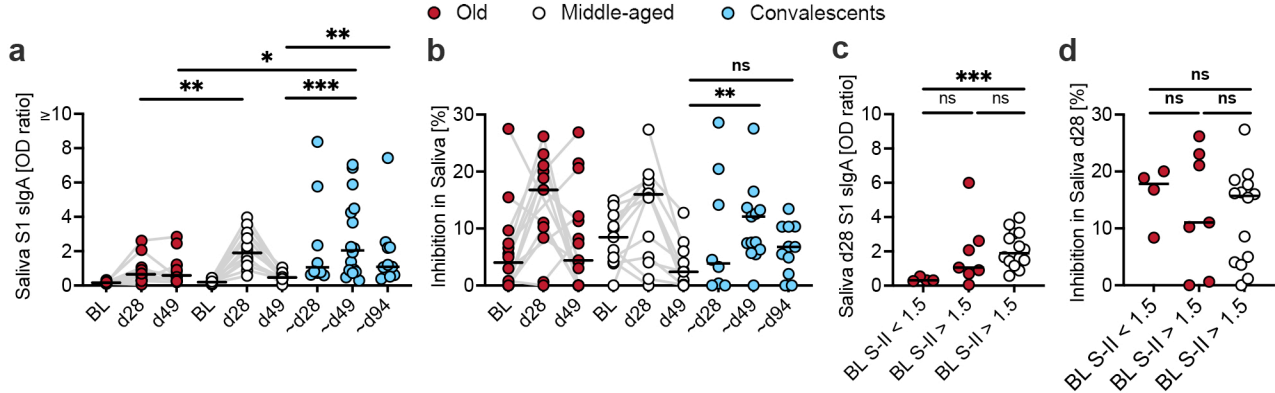 Old Middle-aged Convalescents
a
Saliva S1 sIgA [OD ratio]
≥10
8
6
4
2
0
BL d28 d49 BL d28 d49 ~d28 ~d49 ~d94
** * *** **
b
Inhbition in Saliva [%]
30
20
10
0
BL d28 d49 BL d28 d49 ~d28 ~d49 ~d94
ns
**
c
Saliva d28 S1 sIgA [OD ratio]
10
8
6
4
2
0
BL S-II < 1.5 BL S-II > 1.5 BL S-II > 1.5
***
ns ns
d
Inhbition in Saliva d28 [%]
30
20
10
0
BL S-II < 1.5 BL S-II > 1.5 BL S-II > 1.5
ns
ns ns